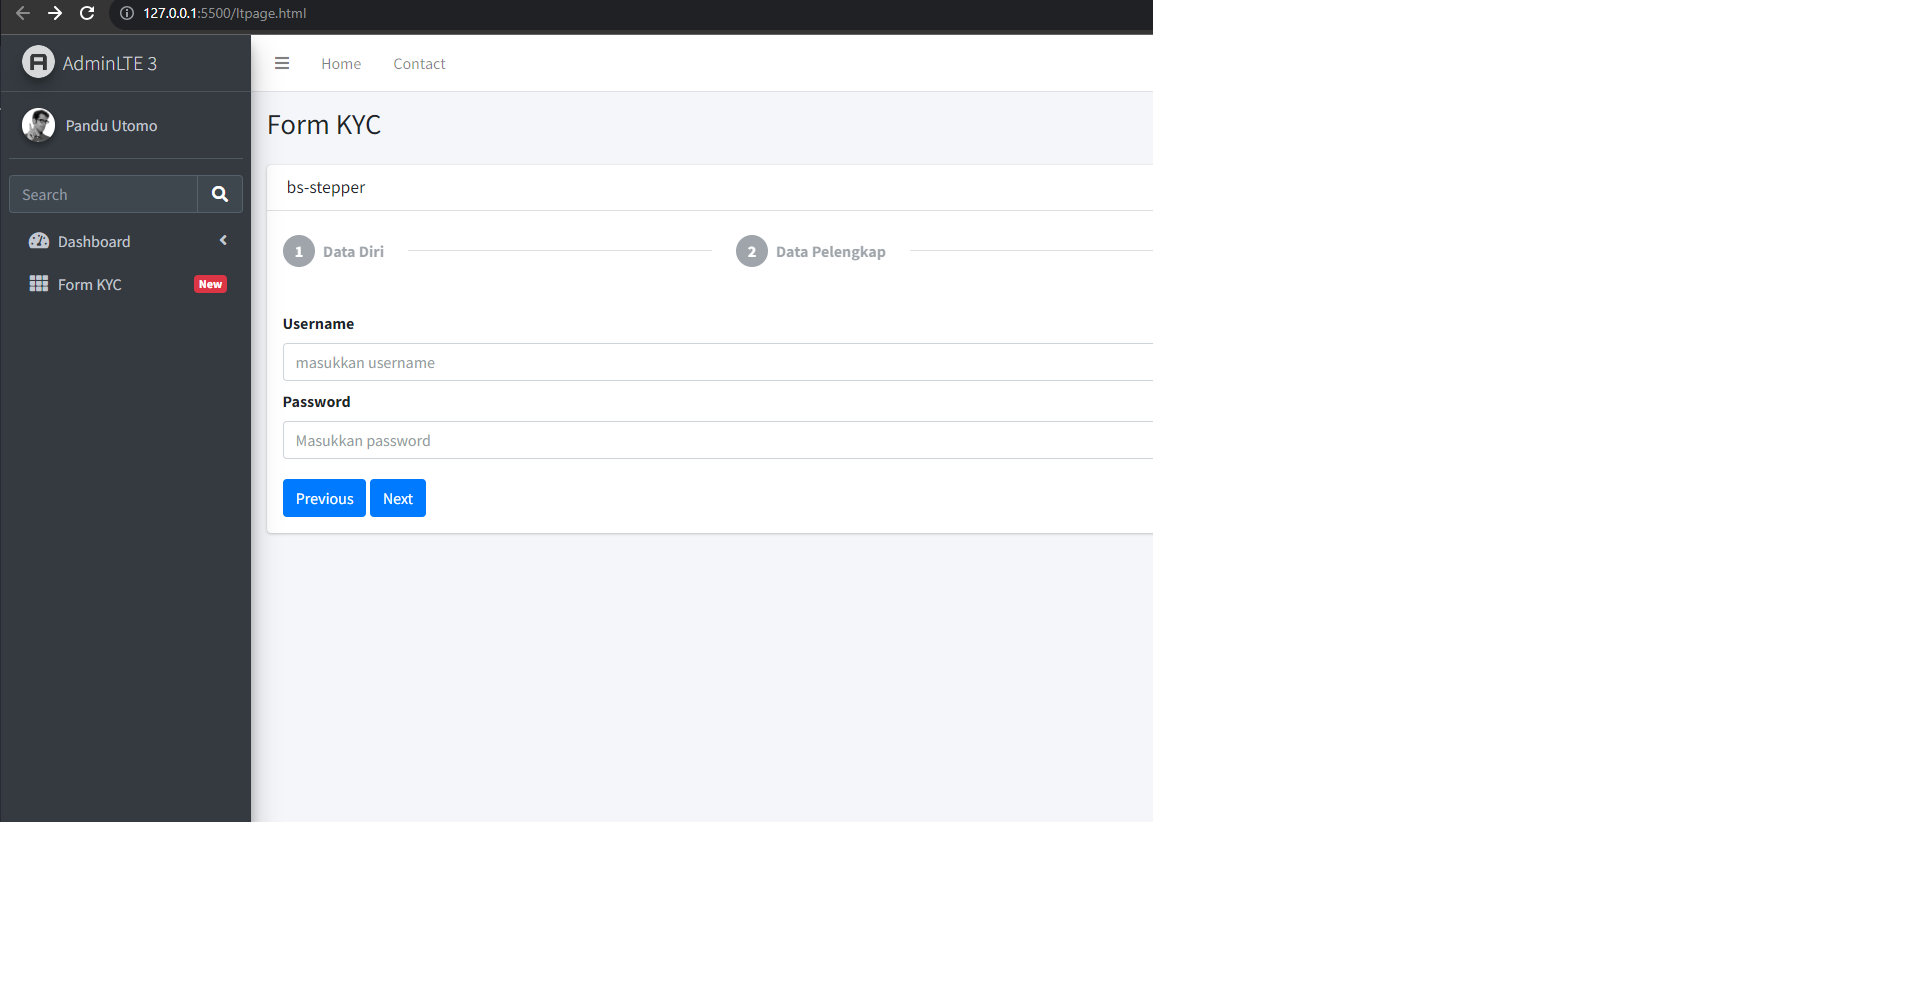 127.0.0.1:5500/ltpage.html
AdminLTE 3
Home Contact
Pandu Utomo
Form KYC
Search
bs-stepper
Dashboard
1 Data Diri 2 Data Pelengkap
Form KYC New
Username
masukkan username
Password
Masukkan password
Previous Next